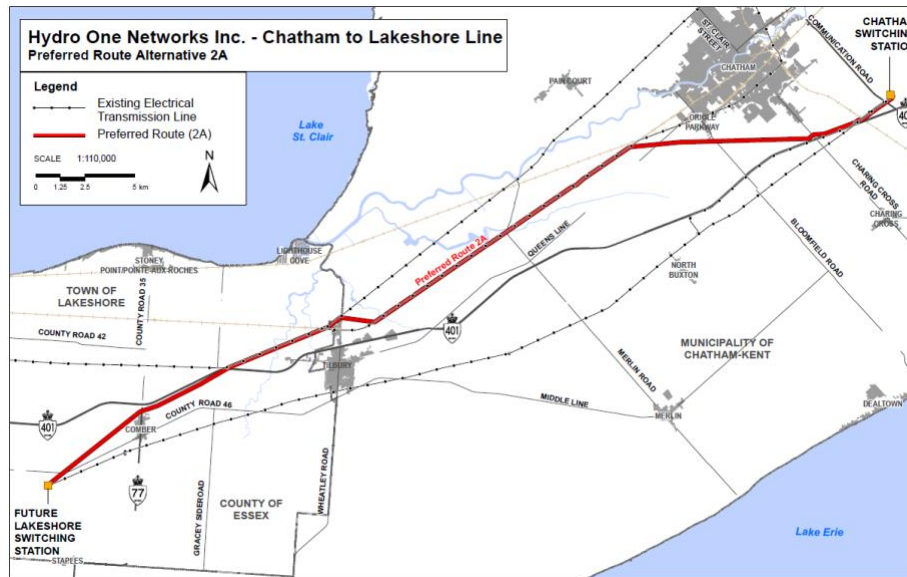 Hydro One Networks Inc. - Chatham to Lakeshore Line
Preferred Route Alternative 2A
Legend
Existing Electrical
Transmission Line
Preferred Route (2A)
SCALE 1:110,000
N
0 1.25 2.5 5 km
CHATHAM
SWITCHING
STATION
COMMUNICATION ROAD
ST. CLAIR
STREET
CHATHAM
PAIN COURT
Lake
St. Clair
ORIOLE
PARKWAY
40
CHARING CROSS
ROAD
CHARING
CROSS
BLOOMFIELD ROAD
LIGHTHOUSE
COVE
STONEY
POINT/POINTE-AUX-ROCHES
QUEENS LINE
Preferred Route 2A
NORTH
BUXTON
TOWN OF
LAKESHORE
COUNTY ROAD 35
COUNTY ROAD 42
401
TILBURY
MUNICIPALITY OF
CHATHAM-KENT
MERLIN ROAD
COUNTY ROAD 46
MIDDLE LINE
MERLIN
DEALTOWN
401
COMBER
77
WHEATLEY ROAD
GRACEY SIDEROAD
COUNTY OF
ESSEX
FUTURE
LAKESHORE
SWITCHING
STATION
STAPLES
Lake Erie